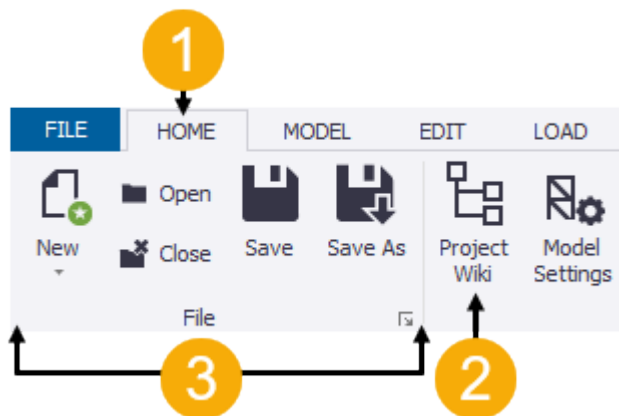 1
FILE HOME MODEL EDIT LOAD
New Open Close Save Save As Project Wiki Model Settings
File
3 2